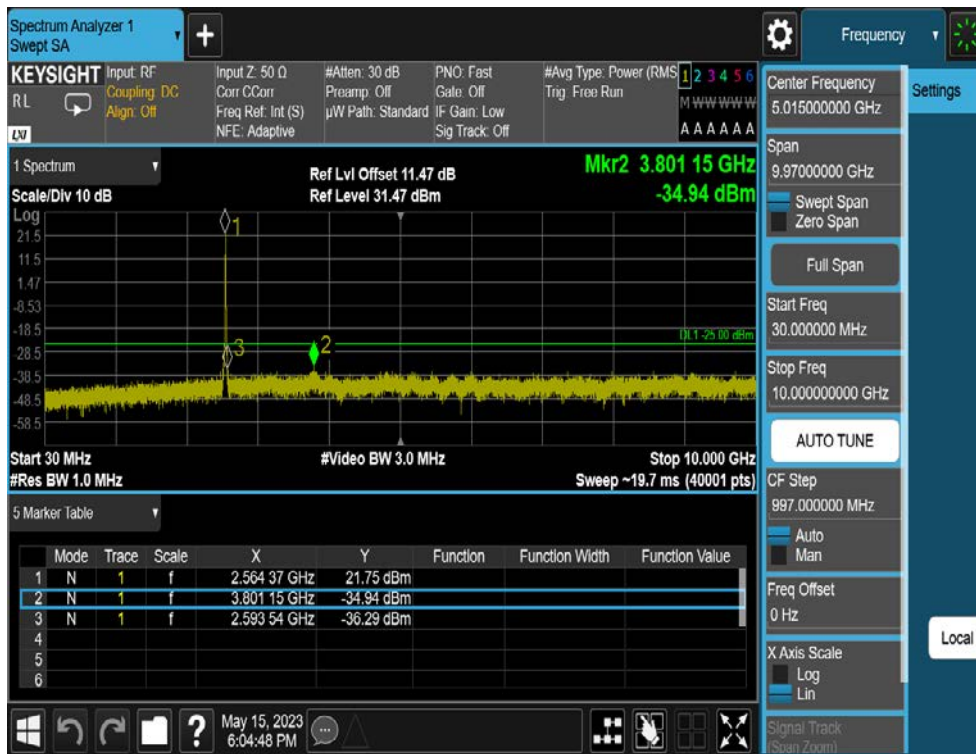 Spectrum Analyzer 1
Swept SA
+
Frequency
KEYSIGHT
RL
LXI
Input: RF
Coupling: DC
Align: Off
Input Z: 50 Ω
Corr CCorr
Freq Ref: Int (S)
NFE: Adaptive
#Atten: 30 dB
Preamp: Off
µW Path: Standard
PNO: Fast
Gate: Off
IF Gain: Low
Sig Track: Off
#Avg Type: Power (RMS
Trig: Free Run
1 2 3 4 5 6
M W W W W W
A A A A A A
1 Spectrum
Scale/Div 10 dB
Ref Lvl Offset 11.47 dB
Ref Level 31.47 dBm
Mkr2 3.801 15 GHz
-34.94 dBm
Log
21.5
11.5
1.47
-8.53
-18.5
-28.5
-38.5
-48.5
-58.5
1
2
3
DL1 -25.00 dBm
Start 30 MHz
#Video BW 3.0 MHz
Stop 10.000 GHz
#Res BW 1.0 MHz
Sweep ~19.7 ms (40001 pts)
5 Marker Table
Mode Trace Scale X Y Function Function Width Function Value
1 N 1 f 2.564 37 GHz 21.75 dBm
2 N 1 f 3.801 15 GHz -34.94 dBm
3 N 1 f 2.593 54 GHz -36.29 dBm
4
5
6
?
May 15, 2023
6:04:48 PM
Center Frequency
5.015000000 GHz
Span
9.97000000 GHz
Swept Span
Zero Span
Full Span
Start Freq
30.000000 MHz
Stop Freq
10.000000000 GHz
AUTO TUNE
CF Step
997.000000 MHz
Auto
Man
Freq Offset
0 Hz
X Axis Scale
Log
Lin
Signal Track
(Span Zoom)
Settings
Local